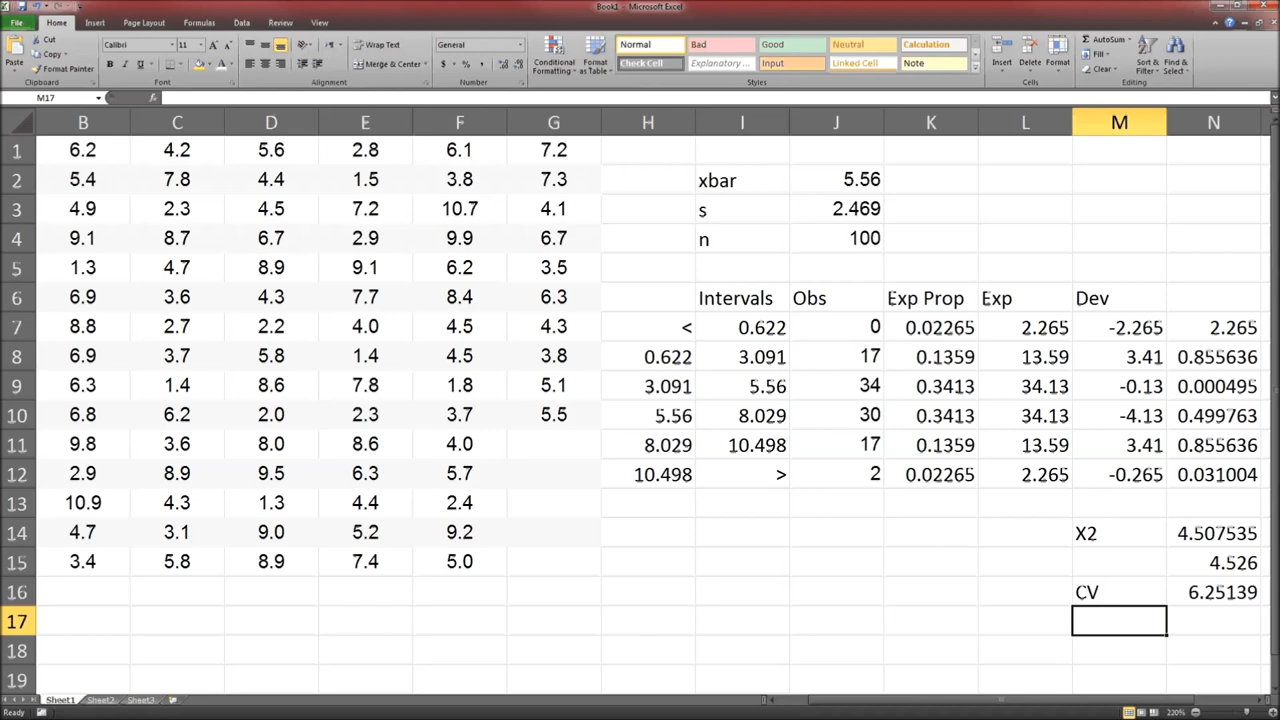 Book1 - Microsoft Excel
File Home Insert Page Layout Formulas Data Review View
Cut
Copy
Format Painter
Paste
Clipboard
Calibri 11
B I U
Font
Wrap Text
Merge & Center
Alignment
General
$ % ,
Number
Conditional Formatting
Format as Table
Normal Bad Good Neutral Calculation
Check Cell Explanatory ... Input Linked Cell Note
Styles
Insert Delete Format
Cells
AutoSum
Fill
Clear
Sort & Filter
Find & Select
Editing
M17 fx
B C D E F G H I J K L M N
1 6.2 4.2 5.6 2.8 6.1 7.2
2 5.4 7.8 4.4 1.5 3.8 7.3 xbar 5.56
3 4.9 2.3 4.5 7.2 10.7 4.1 s 2.469
4 9.1 8.7 6.7 2.9 9.9 6.7 n 100
5 1.3 4.7 8.9 9.1 6.2 3.5
6 6.9 3.6 4.3 7.7 8.4 6.3 Intervals Obs Exp Prop Exp Dev
7 8.8 2.7 2.2 4.0 4.5 4.3 < 0.622 0 0.02265 2.265 -2.265 2.265
8 6.9 3.7 5.8 1.4 4.5 3.8 0.622 3.091 17 0.1359 13.59 3.41 0.855636
9 6.3 1.4 8.6 7.8 1.8 5.1 3.091 5.56 34 0.3413 34.13 -0.13 0.000495
10 6.8 6.2 2.0 2.3 3.7 5.5 5.56 8.029 30 0.3413 34.13 -4.13 0.499763
11 9.8 3.6 8.0 8.6 4.0 8.029 10.498 17 0.1359 13.59 3.41 0.855636
12 2.9 8.9 9.5 6.3 5.7 10.498 > 2 0.02265 2.265 -0.265 0.031004
13 10.9 4.3 1.3 4.4 2.4
14 4.7 3.1 9.0 5.2 9.2 X2 4.507535
15 3.4 5.8 8.9 7.4 5.0 4.526
16 CV 6.25139
17
18
19
Sheet1 Sheet2 Sheet3
Ready 220%